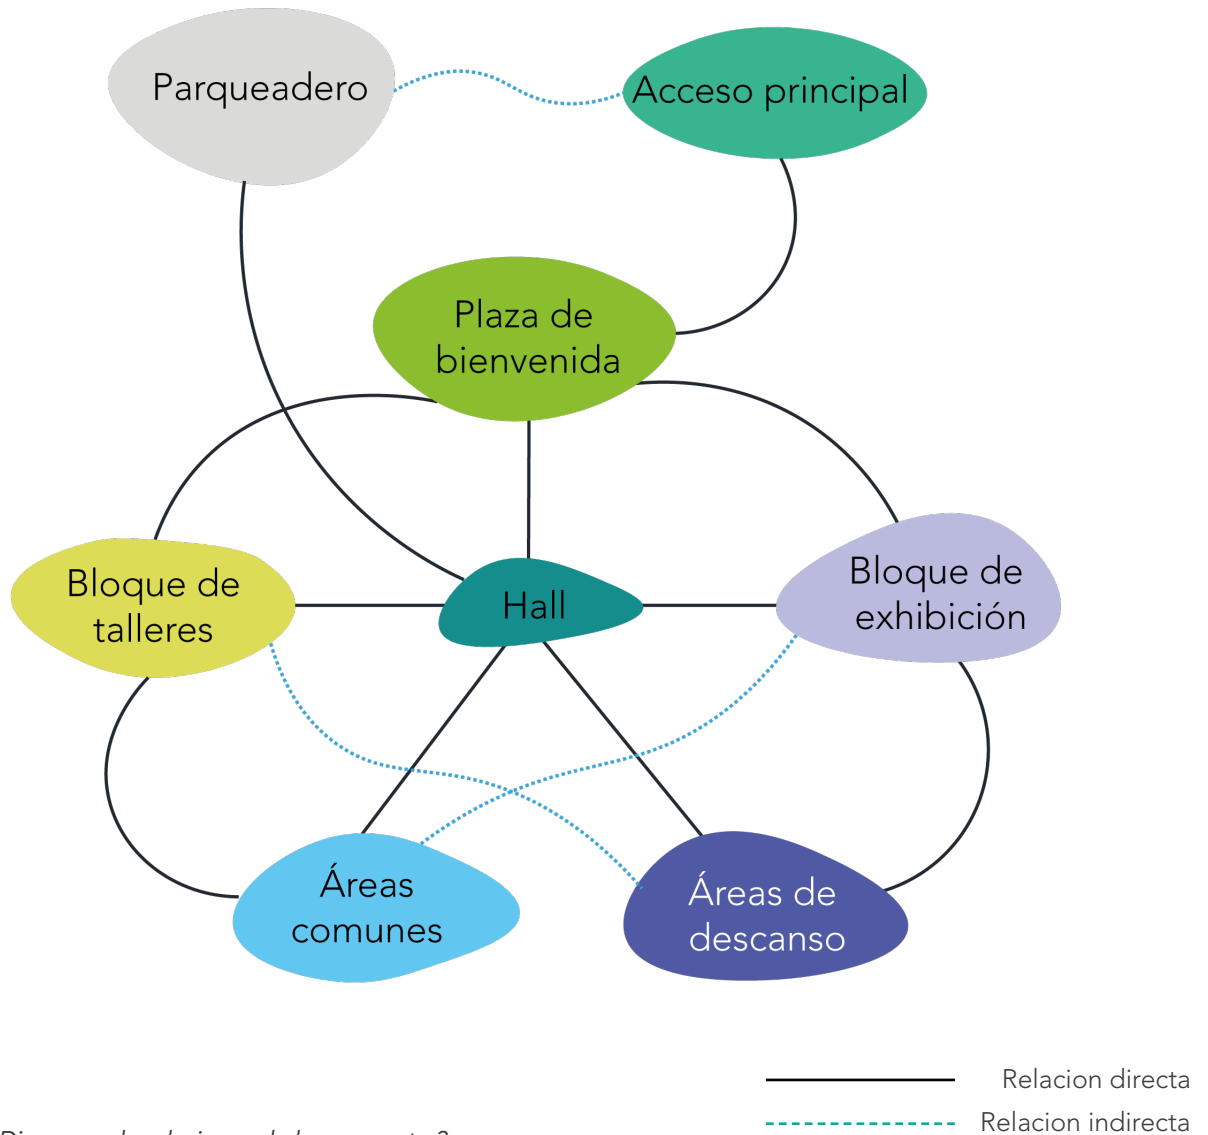 Parqueadero
Acceso principal
Plaza de
bienvenida
Bloque de
talleres
Hall
Bloque de
exhibición
Áreas
comunes
Áreas de
descanso
Relacion directa
Relacion indirecta